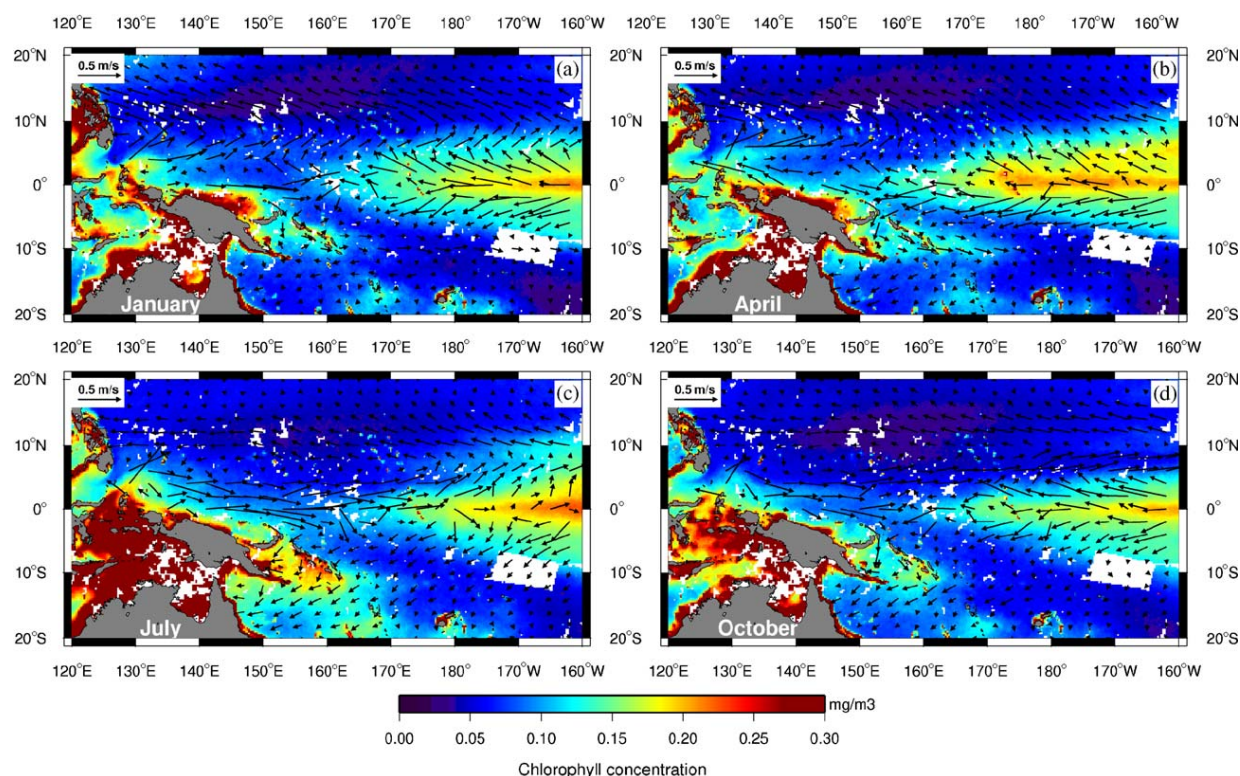 120°E 130°E 140°E 150°E 160°E 170°E 180° 170°W 160°W 120°E 130°E 140°E 150°E 160°E 170°E 180° 170°W 160°W
20°N 0.5 m/s (a) 0.5 m/s (b) 20°N
10°N 10°N
0° 0°
10°S 10°S
20°S January April 20°S
120°E 130°E 140°E 150°E 160°E 170°E 180° 170°W 160°W 120°E 130°E 140°E 150°E 160°E 170°E 180° 170°W 160°W
20°N 0.5 m/s (c) 0.5 m/s (d) 20°N
10°N 10°N
0° 0°
10°S 10°S
20°S July October 20°S
120°E 130°E 140°E 150°E 160°E 170°E 180° 170°W 160°W 120°E 130°E 140°E 150°E 160°E 170°E 180° 170°W 160°W
mg/m3
0.00 0.05 0.10 0.15 0.20 0.25 0.30
Chlorophyll concentration